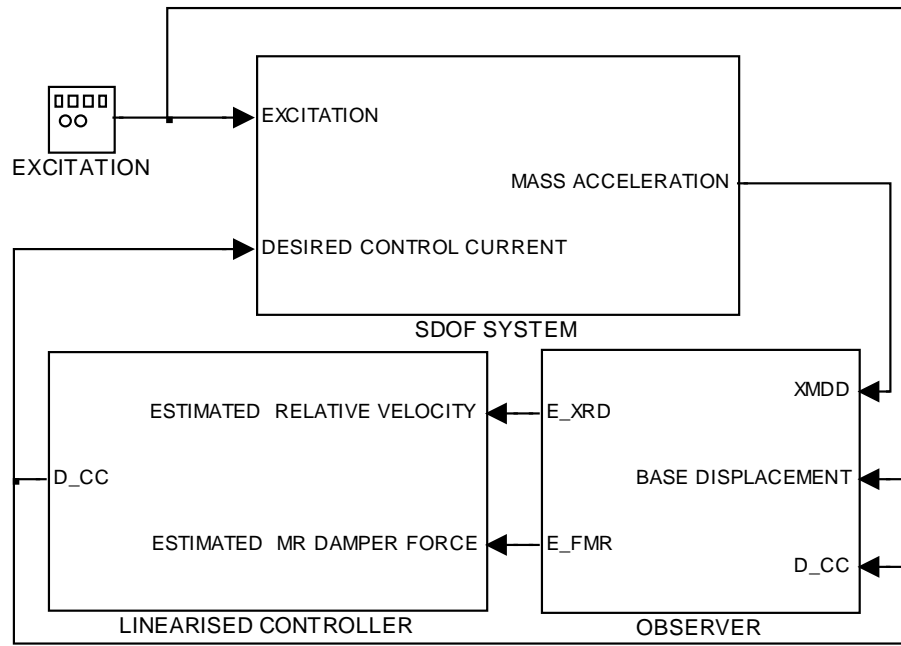 EXCITATION
EXCITATION
MASS ACCELERATION
DESIRED CONTROL CURRENT
SDOF SYSTEM
ESTIMATED RELATIVE VELOCITY
D_CC
ESTIMATED MR DAMPER FORCE
LINEARISED CONTROLLER
E_XRD
E_FMR
XMDD
BASE DISPLACEMENT
D_CC
OBSERVER